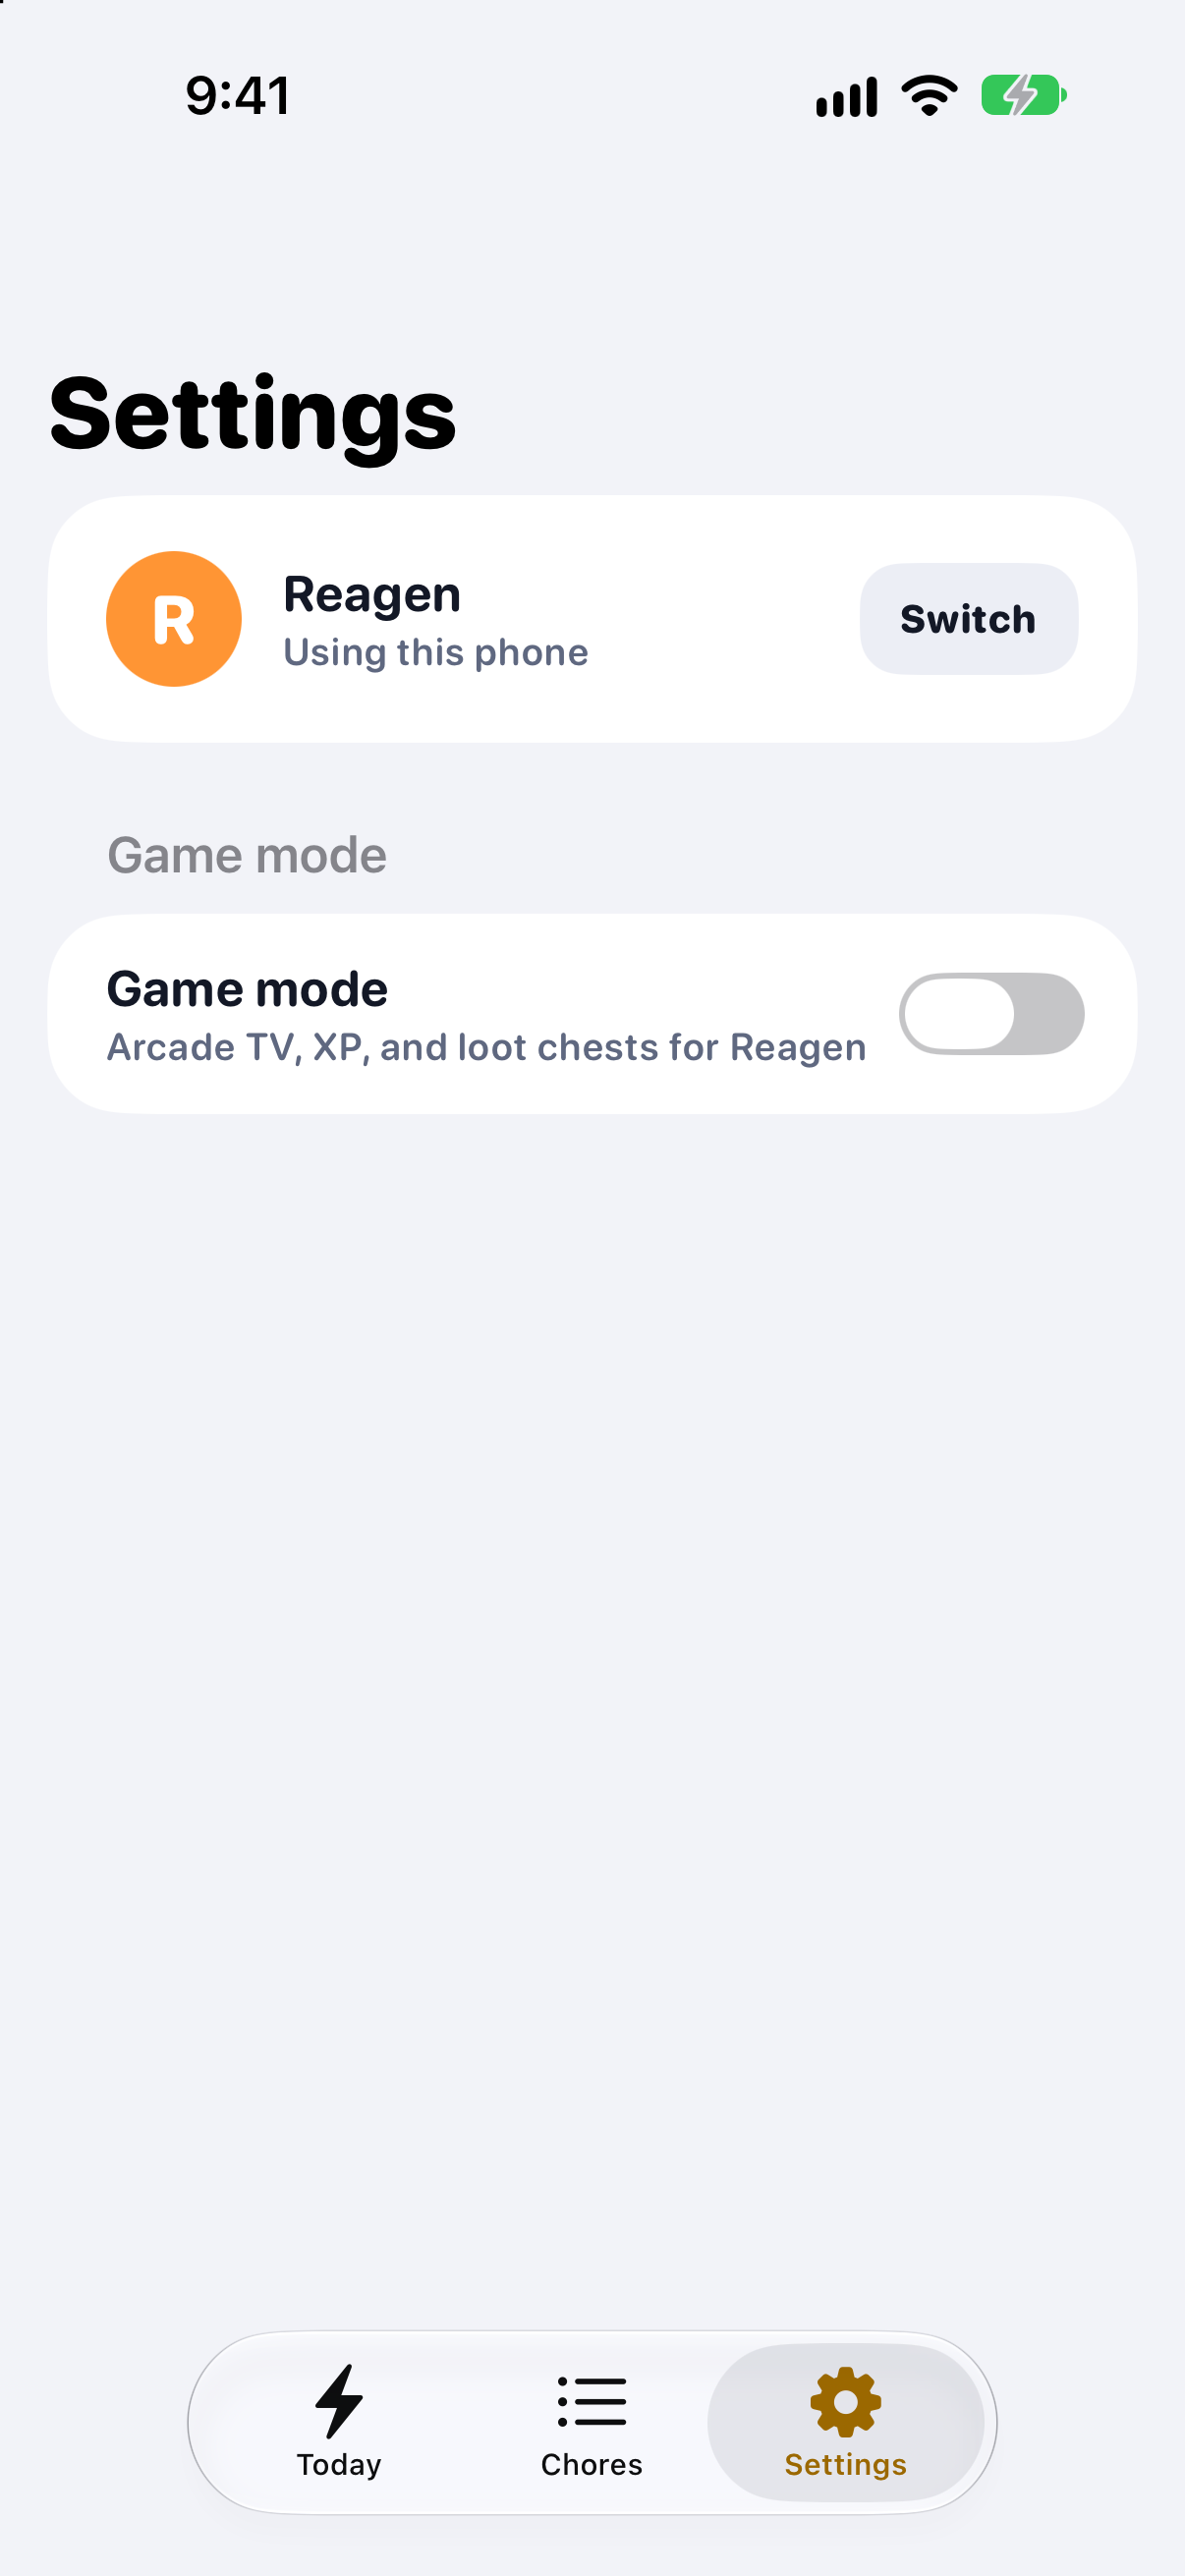 9:41
Settings
R
Reagen
Using this phone
Switch
Game mode
Game mode
Arcade TV, XP, and loot chests for Reagen
Today
Chores
Settings